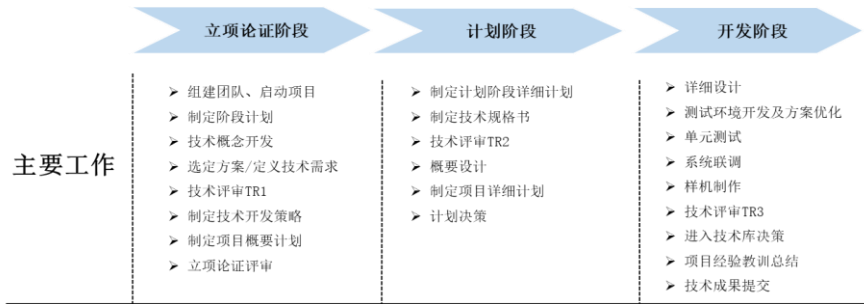 立项论证阶段
计划阶段
开发阶段
主要工作
组建团队、启动项目
制定阶段计划
技术概念开发
选定方案/定义技术需求
技术评审TR1
制定技术开发策略
制定项目概要计划
立项论证评审
制定计划阶段详细计划
制定技术规格书
技术评审TR2
概要设计
制定项目详细计划
计划决策
详细设计
测试环境开发及方案优化
单元测试
系统联调
样机制作
技术评审TR3
进入技术库决策
项目经验教训总结
技术成果提交